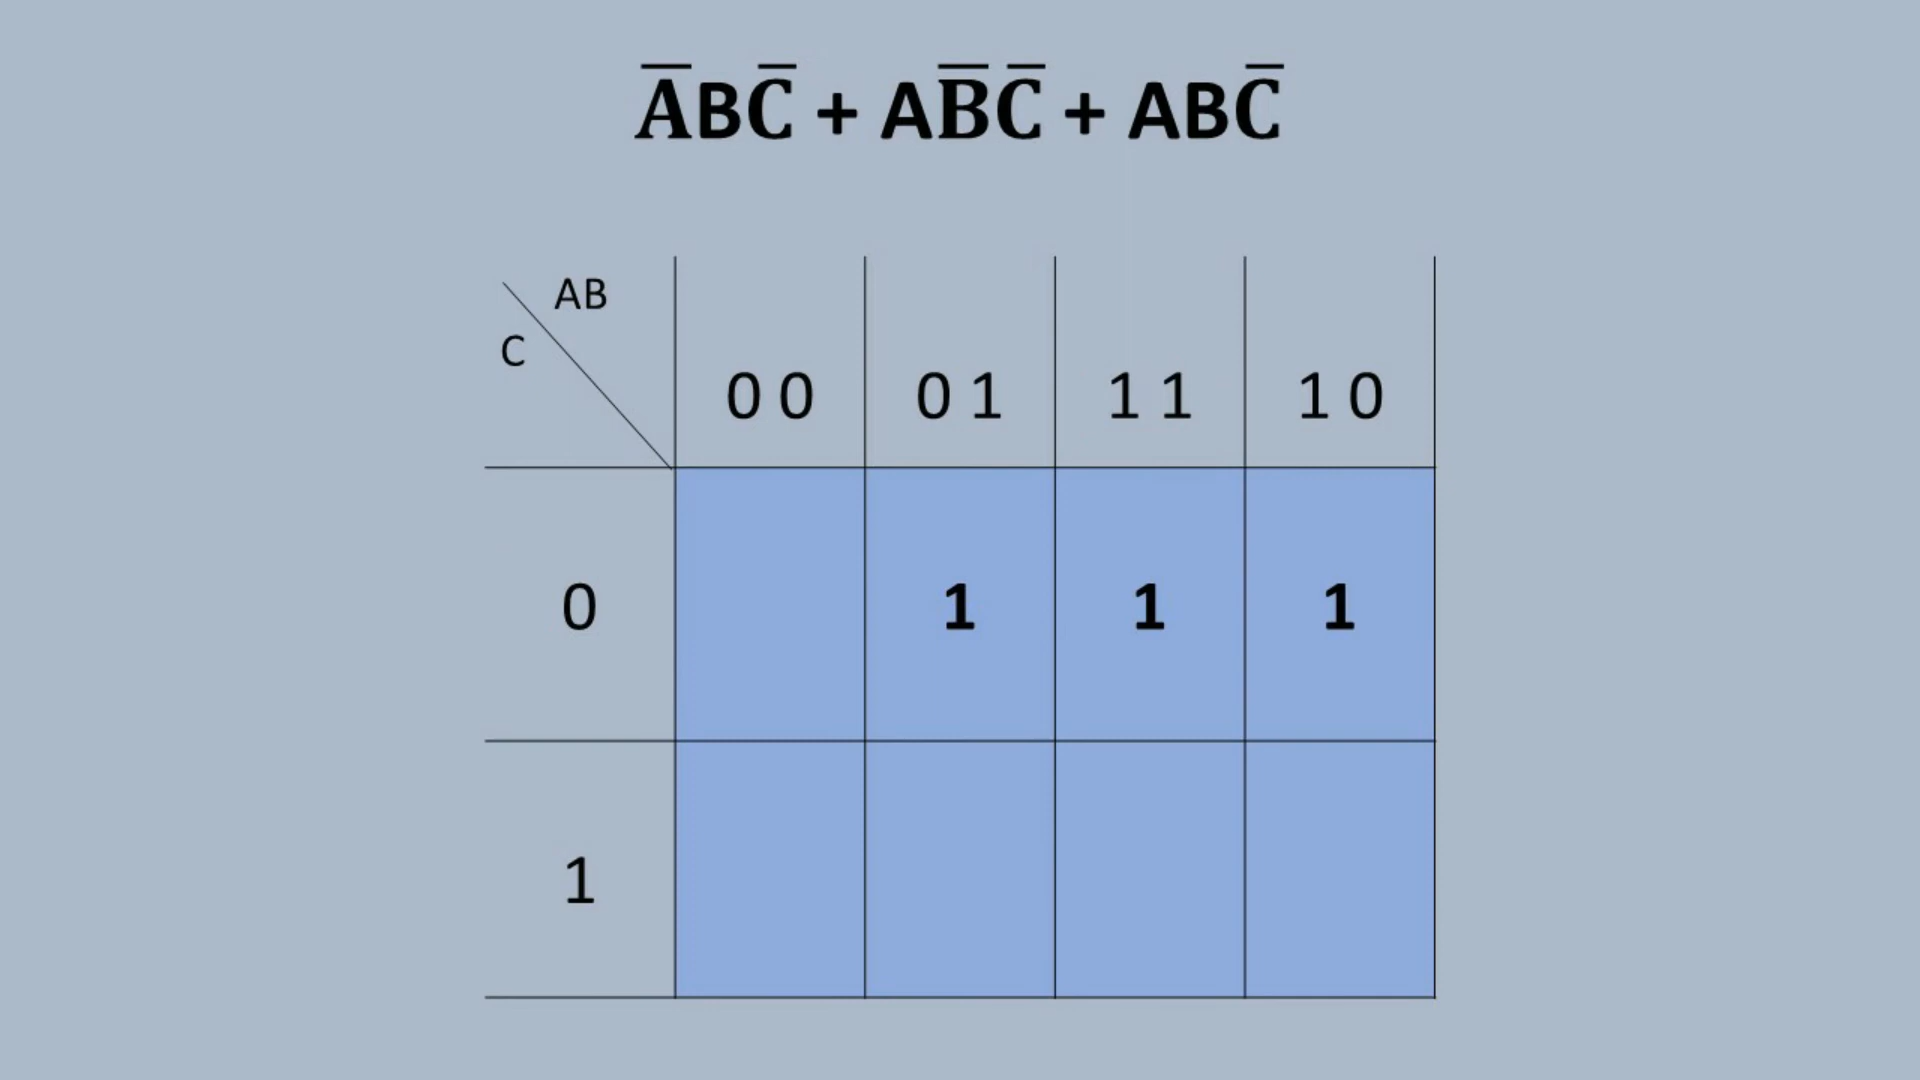 A̅BC̅ + AB̅C̅ + ABC̅
AB
C
0 0 0 1 1 1 1 0
0 1 1 1
1